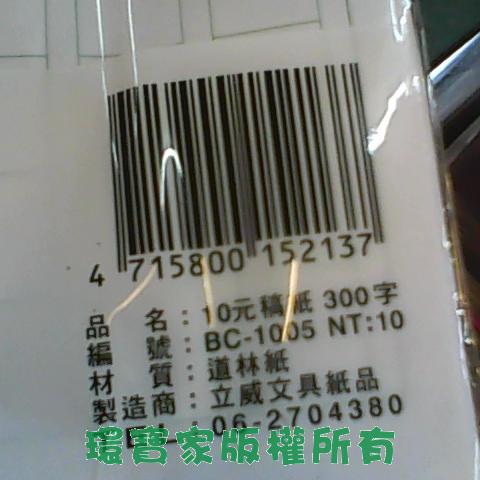 4 715800 152137
品 名:10元稿紙 300字
編 號:BC-1005 NT:10
材 質:道林紙
製造商:立威文具紙品
06-2704380
環寶家版權所有